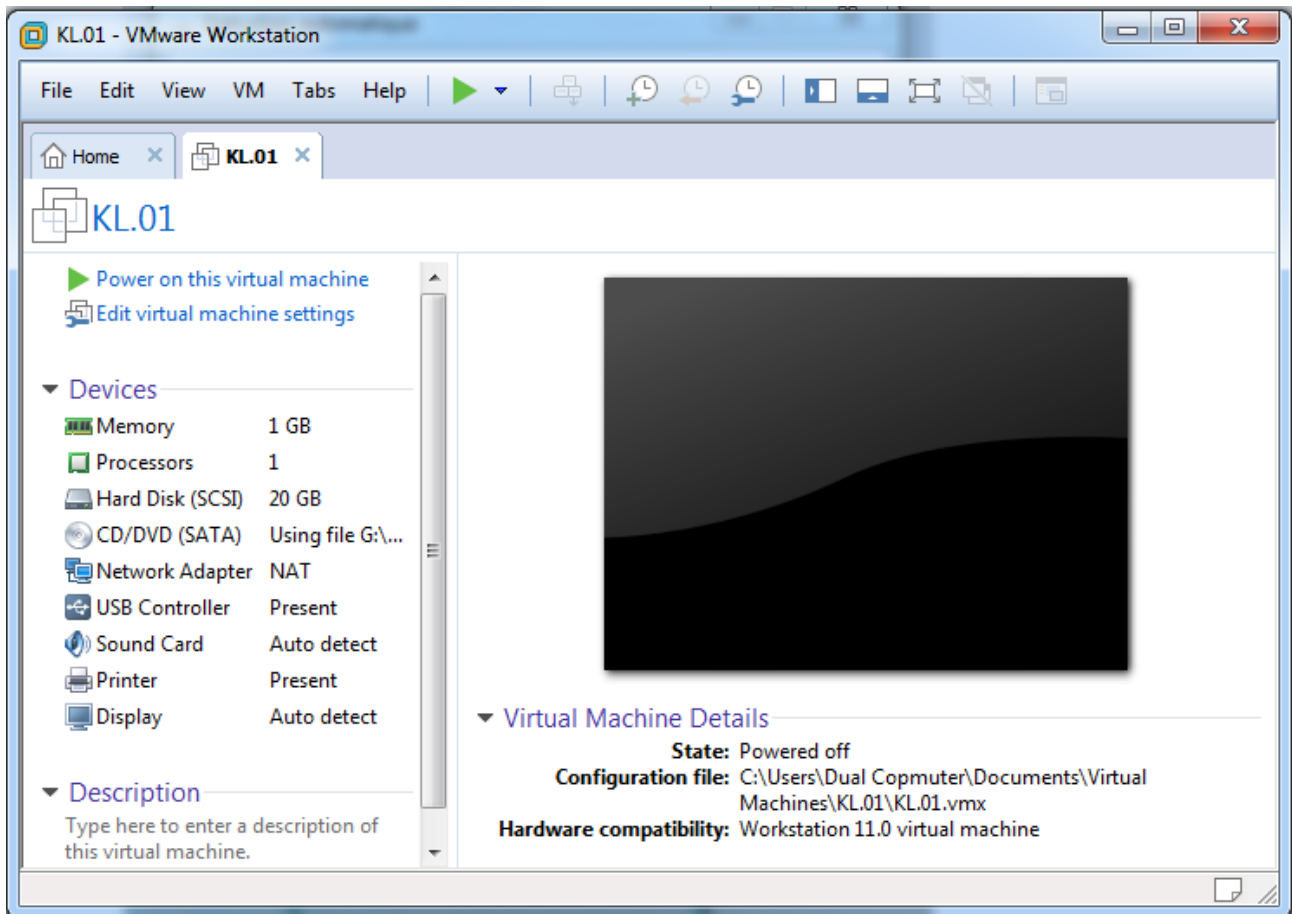 KL.01 - VMware Workstation
File Edit View VM Tabs Help
Home KL.01
KL.01
Power on this virtual machine
Edit virtual machine settings
Devices
Memory 1 GB
Processors 1
Hard Disk (SCSI) 20 GB
CD/DVD (SATA) Using file G:\...
Network Adapter NAT
USB Controller Present
Sound Card Auto detect
Printer Present
Display Auto detect
Description
Type here to enter a description of
this virtual machine.
Virtual Machine Details
State: Powered off
Configuration file: C:\Users\Dual Copmuter\Documents\Virtual
Machines\KL.01\KL.01.vmx
Hardware compatibility: Workstation 11.0 virtual machine